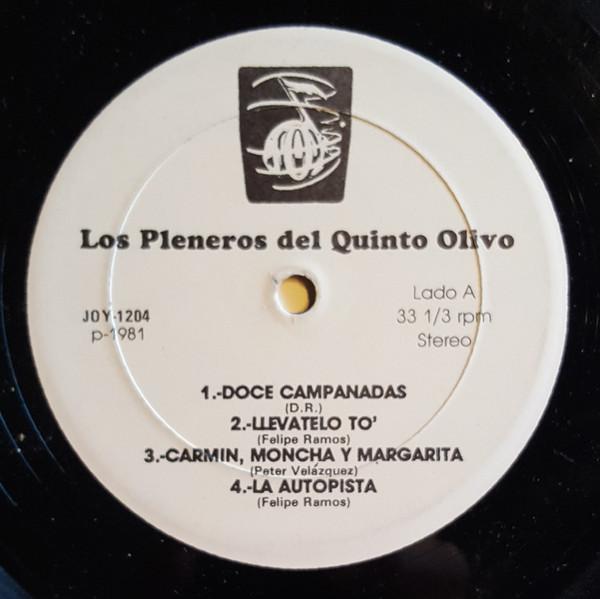 Los Pleneros del Quinto Olivo
JOY-1204
p-1981
Lado A
33 1/3 rpm
Stereo
1.-DOCE CAMPANADAS
(D.R.)
2.-LLEVATELO TO'
(Felipe Ramos)
3.-CARMIN, MONCHA Y MARGARITA
(Peter Velázquez)
4.-LA AUTOPISTA
(Felipe Ramos)